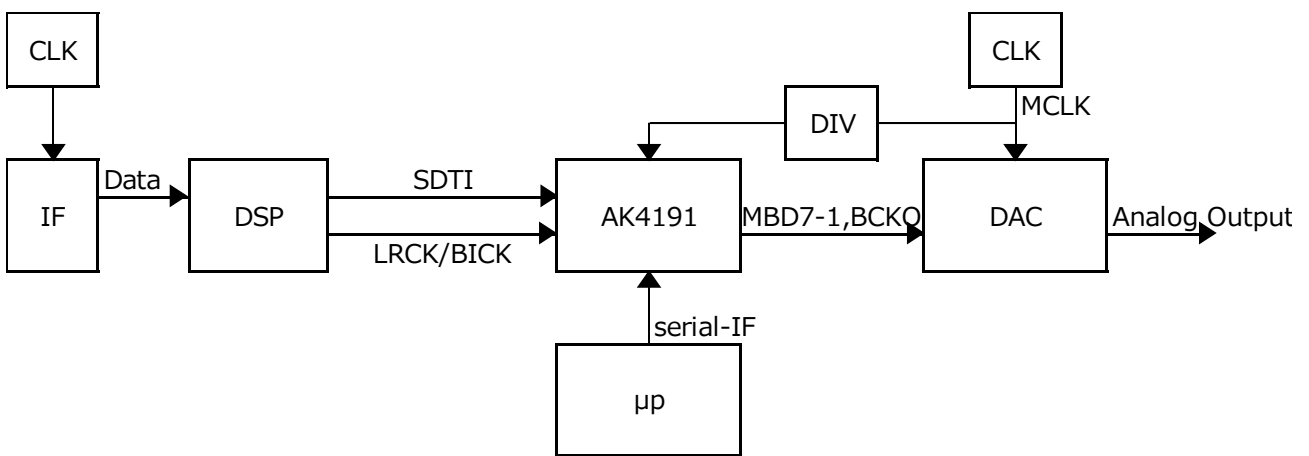 CLK
CLK
MCLK
DIV
Data
SDTI
IF
DSP
AK4191
MBD7-1,BCKO
DAC
Analog Output
LRCK/BICK
serial-IF
µp